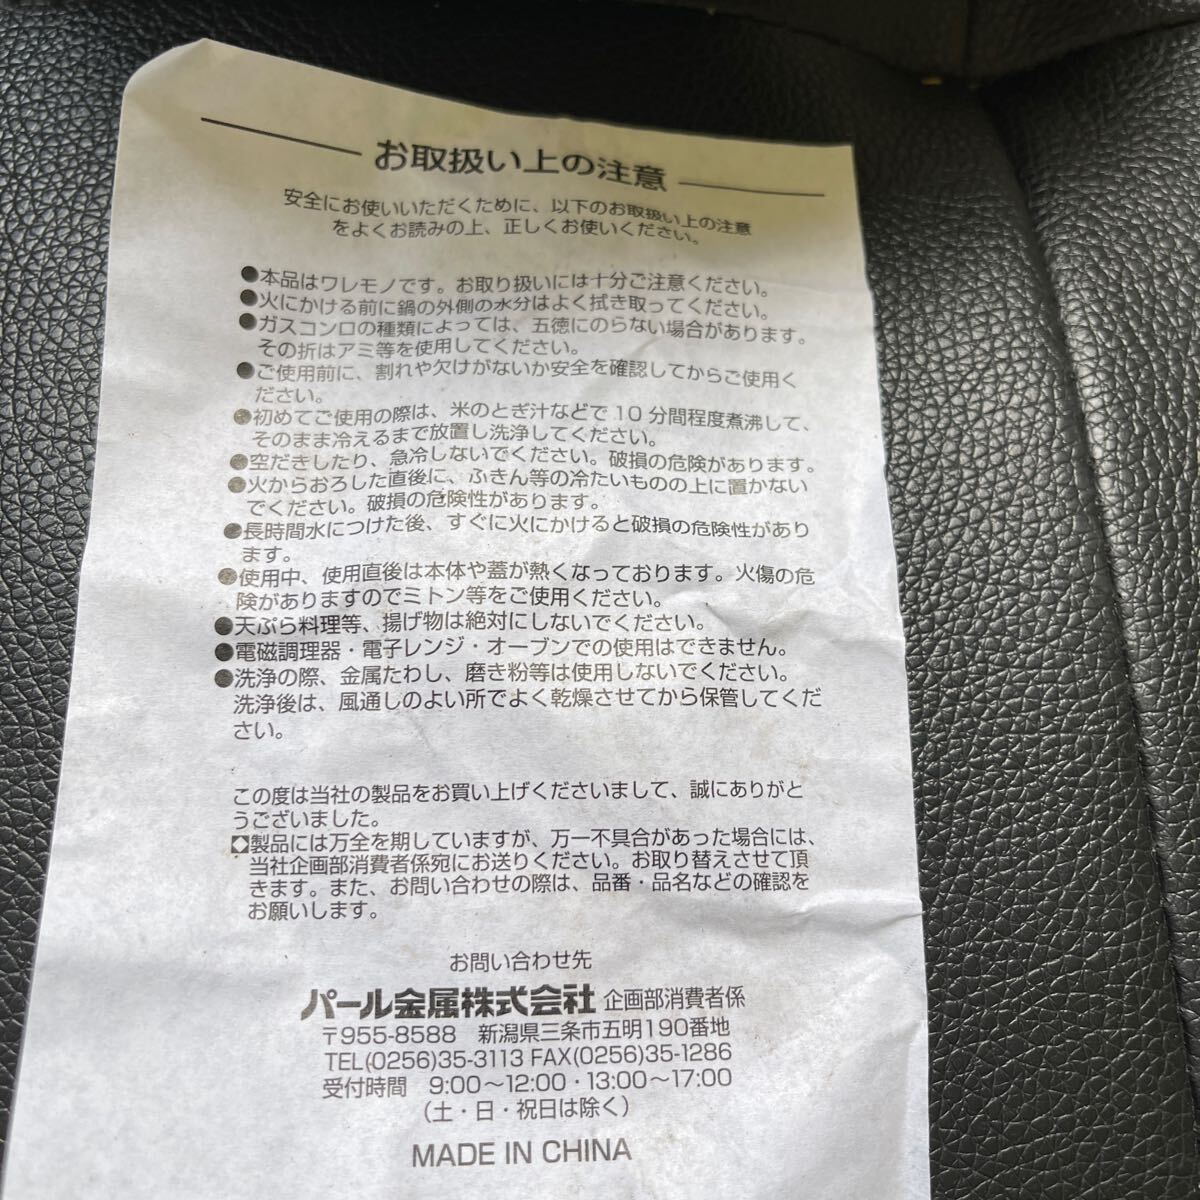 お取扱い上の注意
安全にお使いいただくために、以下のお取扱い上の注意
をよくお読みの上、正しくお使いください。
●本品はワレモノです。お取り扱いには十分ご注意ください。
●火にかける前に鍋の外側の水分はよく拭き取ってください。
●ガスコンロの種類によっては、五徳にのらない場合があります。
その折はアミ等を使用してください。
●ご使用前に、割れや欠けがないか安全を確認してからご使用く
ださい。
●初めてご使用の際は、米のとぎ汁などで10分間程度煮沸して、
そのまま冷えるまで放置し洗浄してください。
●空だきしたり、急冷しないでください。破損の危険があります。
●火からおろした直後に、ふきん等の冷たいものの上に置かない
でください。破損の危険性があります。
●長時間水につけた後、すぐに火にかけると破損の危険性があり
ます。
●使用中、使用直後は本体や蓋が熱くなっております。火傷の危
険がありますのでミトン等をご使用ください。
●天ぷら料理等、揚げ物は絶対にしないでください。
●電磁調理器・電子レンジ・オーブンでの使用はできません。
●洗浄の際、金属たわし、磨き粉等は使用しないでください。
洗浄後は、風通しのよい所でよく乾燥させてから保管してくだ
さい。
この度は当社の製品をお買い上げくださいまして、誠にありがと
うございました。
◆製品には万全を期していますが、万一不具合があった場合には、
当社企画部消費者係宛にお送りください。お取り替えさせて頂
きます。また、お問い合わせの際は、品番・品名などの確認を
お願いします。
お問い合わせ先
パール金属株式会社 企画部消費者係
〒955-8588 新潟県三条市五明190番地
TEL(0256)35-3113 FAX(0256)35-1286
受付時間 9:00～12:00・13:00～17:00
(土・日・祝日は除く)
MADE IN CHINA